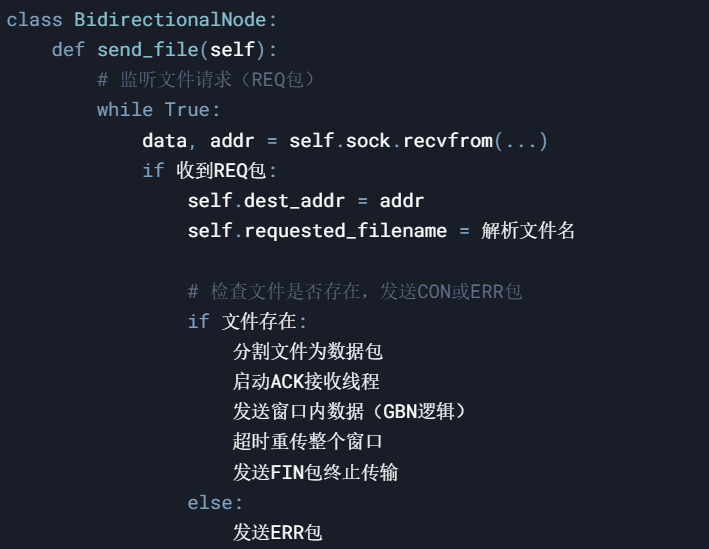 class BidirectionalNode:
    def send_file(self):
        # 监听文件请求（REQ包）
        while True:
            data, addr = self.sock.recvfrom(...)
            if 收到REQ包:
                self.dest_addr = addr
                self.requested_filename = 解析文件名

                # 检查文件是否存在，发送CON或ERR包
                if 文件存在:
                    分割文件为数据包
                    启动ACK接收线程
                    发送窗口内数据（GBN逻辑）
                    超时重传整个窗口
                    发送FIN包终止传输
                else:
                    发送ERR包